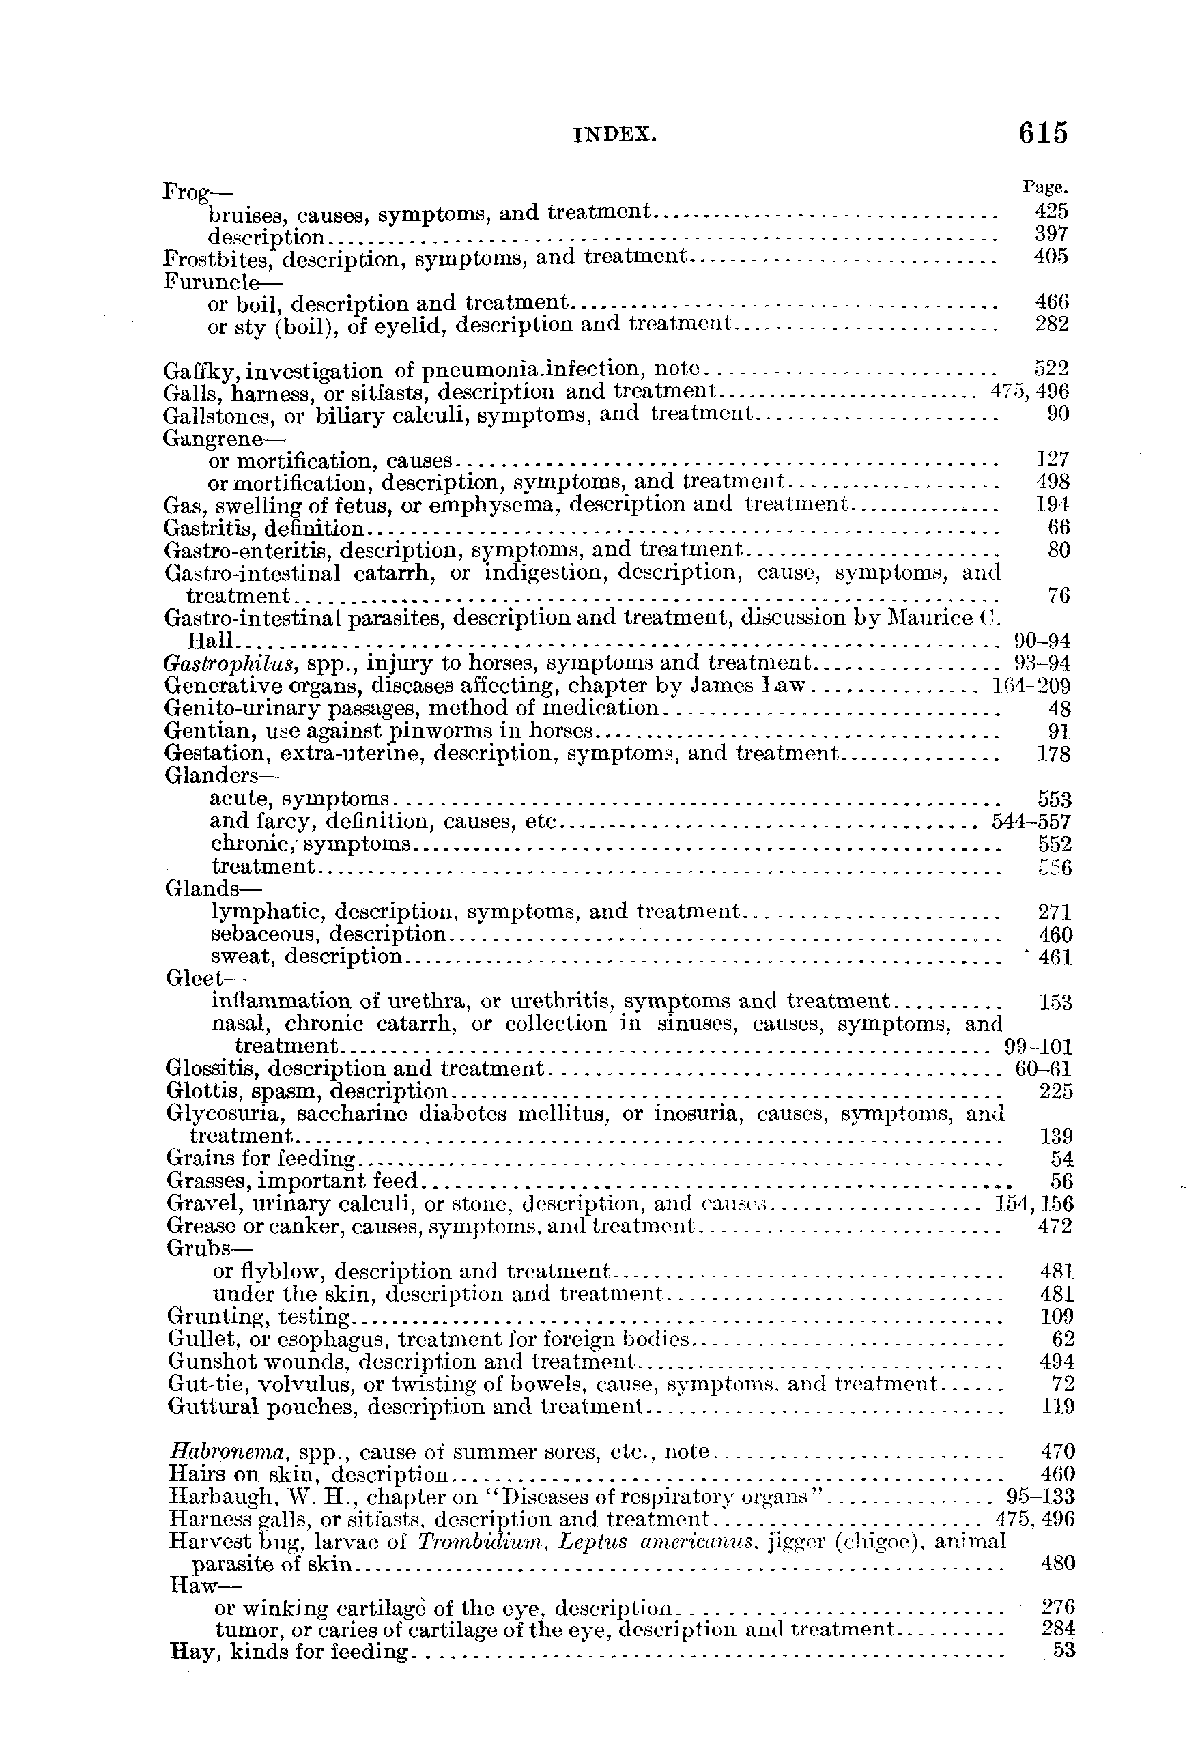 INDEX. 615
Frog— Page.
bruises, causes, symptoms, and treatment 425
description 397
Frostbites, description, symptoms, and treatment 405
Furuncle—
or boil, description and treatment 466
or sty (boil), of eyelid, description and treatment 282
Gaffky, investigation of pneumonia.infection, note 522
Galls, harness, or sitfasts, description and treatment 475, 496
Gallstones, or biliary calculi, symptoms, and treatment 90
Gangrene—
or mortification, causes 127
or mortification, description, symptoms, and treatment 498
Gas, swelling of fetus, or emphysema, description and treatment 194
Gastritis, definition 66
Gastro-enteritis, description, symptoms, and treatment 80
Gastro-intestinal catarrh, or indigestion, description, cause, symptoms, and
treatment 76
Gastro-intestinal parasites, description and treatment, discussion by Maurice C.
Hall 90–94
Gastrophilus, spp., injury to horses, symptoms and treatment 93–94
Generative organs, diseases affecting, chapter by James Law 164–209
Genito-urinary passages, method of medication 48
Gentian, use against pinworms in horses 91
Gestation, extra-uterine, description, symptoms, and treatment 178
Glanders—
acute, symptoms 553
and farcy, definition, causes, etc 544–557
chronic, symptoms 552
treatment 556
Glands—
lymphatic, description, symptoms, and treatment 271
sebaceous, description 460
sweat, description 461
Gleet—
inflammation of urethra, or urethritis, symptoms and treatment 153
nasal, chronic catarrh, or collection in sinuses, causes, symptoms, and
treatment 99–101
Glossitis, description and treatment 60–61
Glottis, spasm, description 225
Glycosuria, saccharine diabetes mellitus, or inosuria, causes, symptoms, and
treatment 139
Grains for feeding 54
Grasses, important feed 56
Gravel, urinary calculi, or stone, description, and causes 154, 156
Grease or canker, causes, symptoms, and treatment 472
Grubs—
or flyblow, description and treatment 481
under the skin, description and treatment 481
Grunting, testing 109
Gullet, or esophagus, treatment for foreign bodies 62
Gunshot wounds, description and treatment 494
Gut-tie, volvulus, or twisting of bowels, cause, symptoms, and treatment 72
Guttural pouches, description and treatment 119
Habronema, spp., cause of summer sores, etc., note 470
Hairs on skin, description 460
Harbaugh, W. H., chapter on "Diseases of respiratory organs" 95–133
Harness galls, or sitfasts, description and treatment 475, 496
Harvest bug, larvae of Trombidium, Leptus americanus, jigger (chigoe), animal
parasite of skin 480
Haw—
or winking cartilage of the eye, description 276
tumor, or caries of cartilage of the eye, description and treatment 284
Hay, kinds for feeding 53